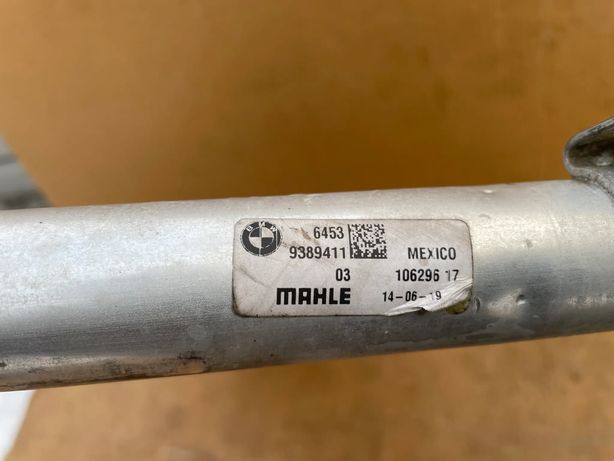 BMW
6453
9389411 MEXICO
03 106296 17
MAHLE 14-06-19